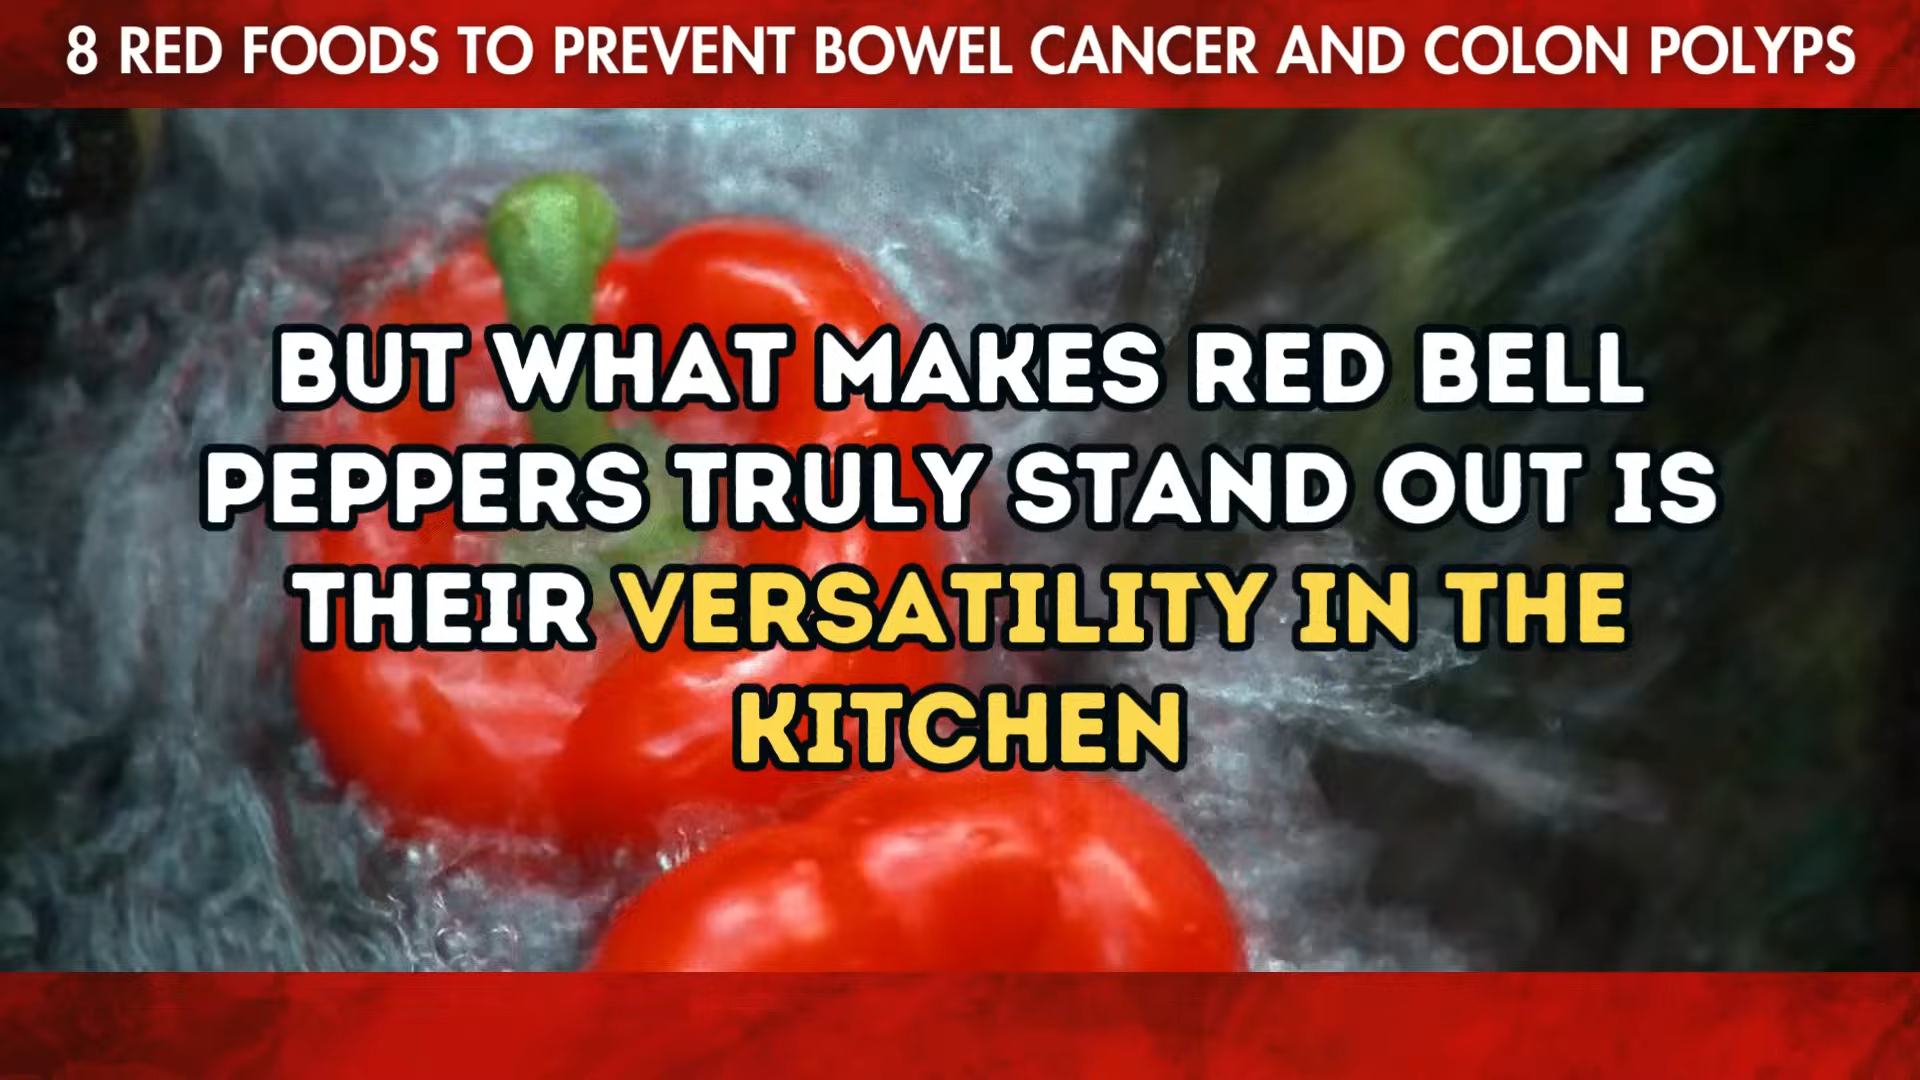 8 RED FOODS TO PREVENT BOWEL CANCER AND COLON POLYPS
BUT WHAT MAKES RED BELL
PEPPERS TRULY STAND OUT IS
THEIR VERSATILITY IN THE
KITCHEN